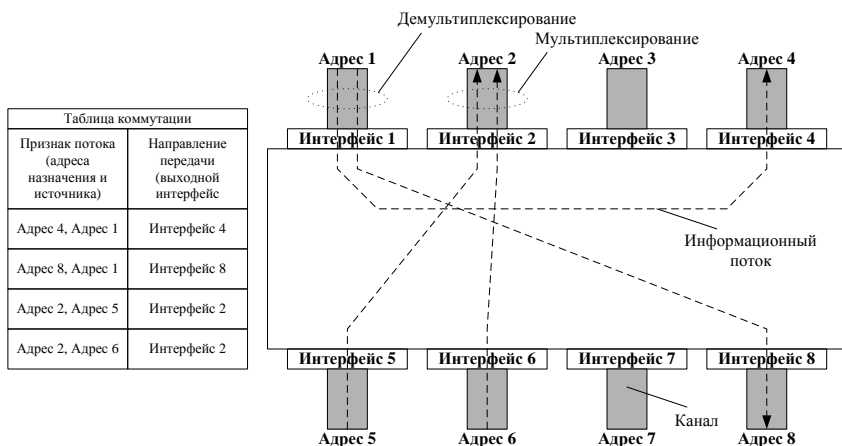 Демультиплексирование
Мультиплексирование
Адрес 1
Адрес 2
Адрес 3
Адрес 4
Интерфейс 1
Интерфейс 2
Интерфейс 3
Интерфейс 4
Таблица коммутации
Признак потока
(адреса
назначения и
источника)
Направление
передачи
(выходной
интерфейс
Адрес 4, Адрес 1
Интерфейс 4
Адрес 8, Адрес 1
Интерфейс 8
Адрес 2, Адрес 5
Интерфейс 2
Адрес 2, Адрес 6
Интерфейс 2
Информационный
поток
Интерфейс 5
Интерфейс 6
Интерфейс 7
Интерфейс 8
Канал
Адрес 5
Адрес 6
Адрес 7
Адрес 8